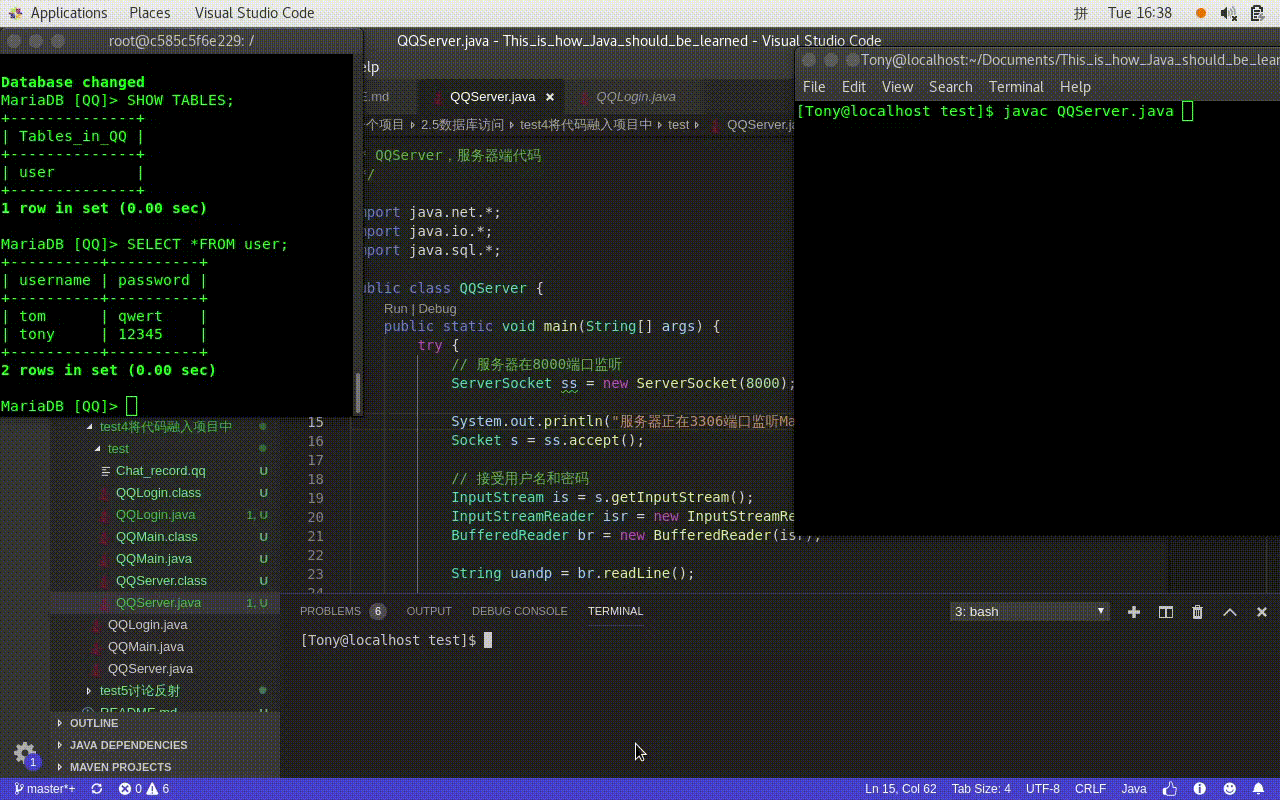 Applications Places Visual Studio Code 拼 Tue 16:38
root@c585c5f6e229: /
Database changed
MariaDB [QQ]> SHOW TABLES;
+--------------+
| Tables_in_QQ |
+--------------+
| user |
+--------------+
1 row in set (0.00 sec)
MariaDB [QQ]> SELECT *FROM user;
+----------+----------+
| username | password |
+----------+----------+
| tom | qwert |
| tony | 12345 |
+----------+----------+
2 rows in set (0.00 sec)
MariaDB [QQ]>
QQServer.java - This_is_how_Java_should_be_learned - Visual Studio Code
elp
E.md QQServer.java × QQLogin.java
个项目 2.5数据库访问 test4将代码融入项目中 test QQServer.ja
* QQServer，服务器端代码
*/
mport java.net.*;
mport java.io.*;
mport java.sql.*;
ublic class QQServer {
Run | Debug
public static void main(String[] args) {
try {
// 服务器在8000端口监听
ServerSocket ss = new ServerSocket(8000);
15 System.out.println("服务器正在3306端口监听Ma
16 Socket s = ss.accept();
17
18 // 接受用户名和密码
19 InputStream is = s.getInputStream();
20 InputStreamReader isr = new InputStreamRe
21 BufferedReader br = new BufferedReader(isr);
22
23 String uandp = br.readLine();
24
Tony@localhost:~/Documents/This_is_how_Java_should_be_lear
File Edit View Search Terminal Help
[Tony@localhost test]$ javac QQServer.java
test4将代码融入项目中
test
Chat_record.qq U
QQLogin.class U
QQLogin.java 1, U
QQMain.class U
QQMain.java U
QQServer.class U
QQServer.java 1, U
QQLogin.java
QQMain.java
QQServer.java
test5讨论反射
README.md U
OUTLINE
JAVA DEPENDENCIES
MAVEN PROJECTS
1
PROBLEMS 6 OUTPUT DEBUG CONSOLE TERMINAL 3: bash
[Tony@localhost test]$
master*+ 0 6 Ln 15, Col 62 Tab Size: 4 UTF-8 CRLF Java